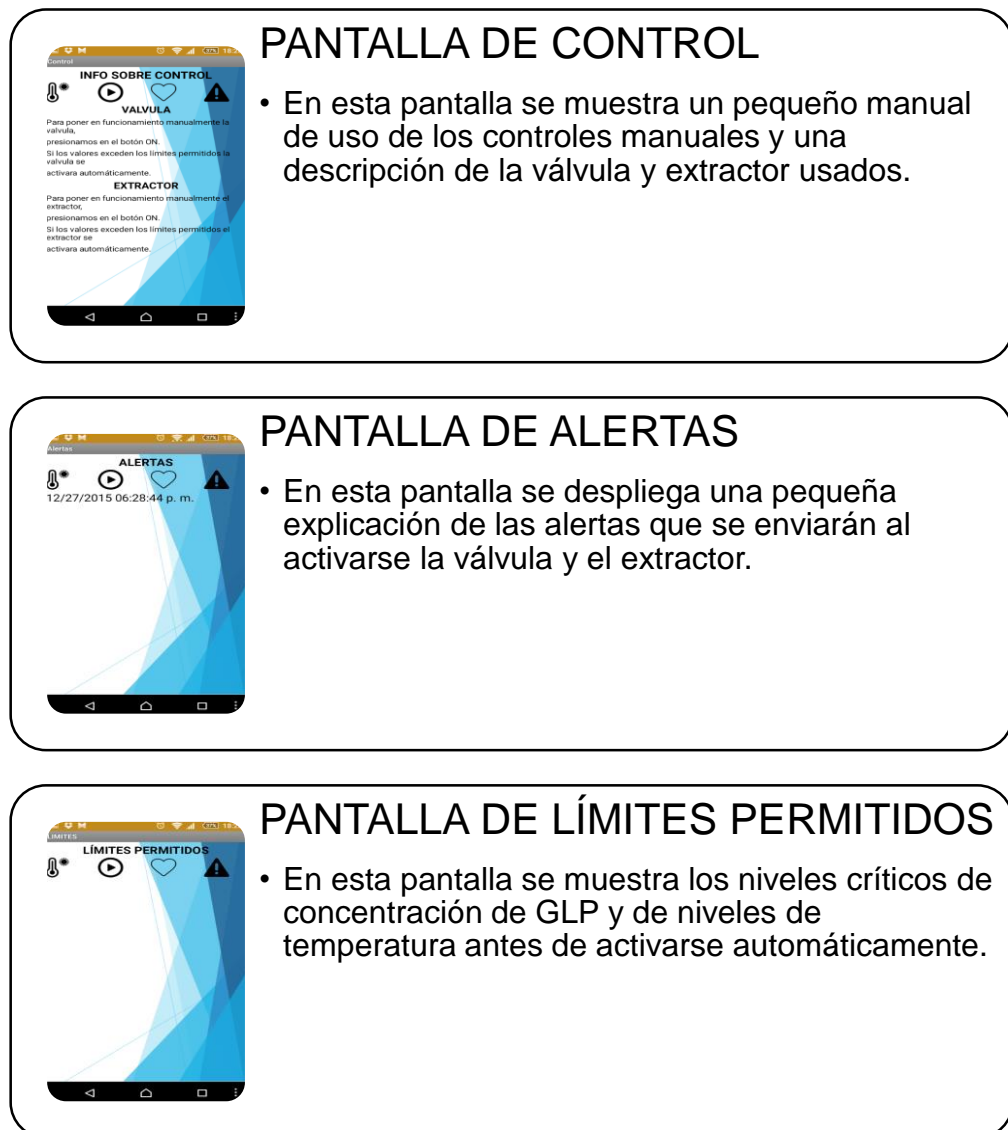 PANTALLA DE CONTROL
• En esta pantalla se muestra un pequeño manual
de uso de los controles manuales y una
descripción de la válvula y extractor usados.
37%
Control
INFO SOBRE CONTROL
VALVULA
Para poner en funcionamiento manualmente la
valvula,
presionamos en el botón ON.
Si los valores exceden los límites permitidos la
valvula se
activara automáticamente.
EXTRACTOR
Para poner en funcionamiento manualmente el
extractor,
presionamos en el botón ON.
Si los valores exceden los límites permitidos el
extractor se
activara automáticamente.
PANTALLA DE ALERTAS
• En esta pantalla se despliega una pequeña
explicación de las alertas que se enviarán al
activarse la válvula y el extractor.
37%
Alertas
ALERTAS
12/27/2015 06:28:44 p. m.
PANTALLA DE LÍMITES PERMITIDOS
• En esta pantalla se muestra los niveles críticos de
concentración de GLP y de niveles de
temperatura antes de activarse automáticamente.
37%
LIMITES
LÍMITES PERMITIDOS